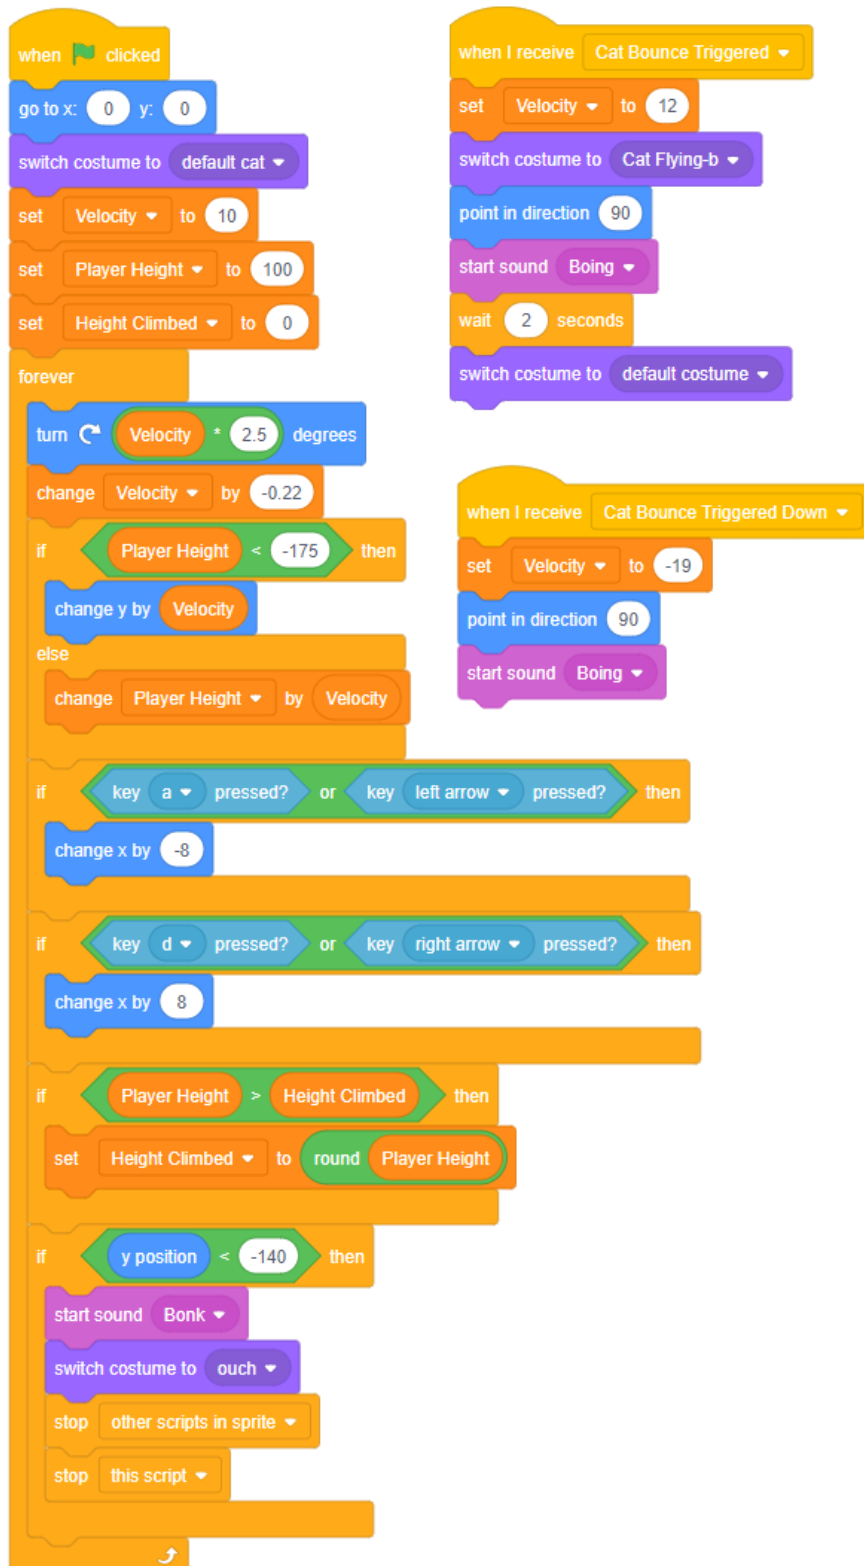 when clicked
go to x: 0 y: 0
switch costume to default cat
set Velocity to 10
set Player Height to 100
set Height Climbed to 0
forever
turn Velocity * 2.5 degrees
change Velocity by -0.22
if Player Height < -175 then
change y by Velocity
else
change Player Height by Velocity
if key a pressed? or key left arrow pressed? then
change x by -8
if key d pressed? or key right arrow pressed? then
change x by 8
if Player Height > Height Climbed then
set Height Climbed to round Player Height
if y position < -140 then
start sound Bonk
switch costume to ouch
stop other scripts in sprite
stop this script
when I receive Cat Bounce Triggered
set Velocity to 12
switch costume to Cat Flying-b
point in direction 90
start sound Boing
wait 2 seconds
switch costume to default costume
when I receive Cat Bounce Triggered Down
set Velocity to -19
point in direction 90
start sound Boing